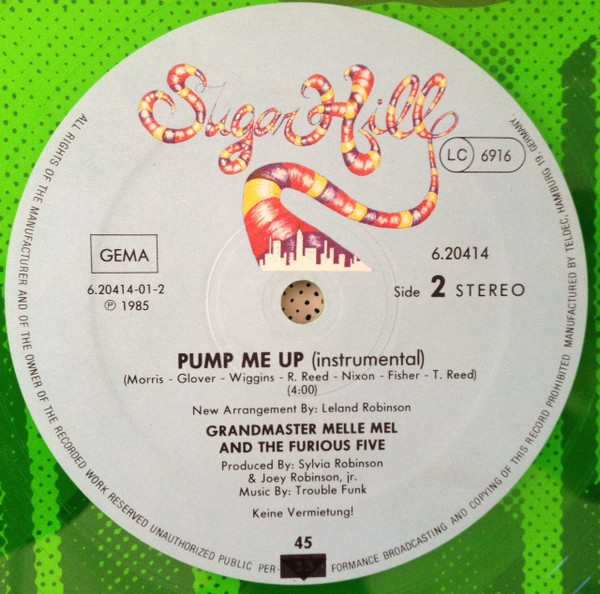 Sugar Hill
LC 6916
GEMA
6.20414-01-2
Ⓟ 1985
6.20414
Side 2 STEREO
PUMP ME UP (instrumental)
(Morris - Glover - Wiggins - R. Reed - Nixon - Fisher - T. Reed)
(4:00)
New Arrangement By: Leland Robinson
GRANDMASTER MELLE MEL
AND THE FURIOUS FIVE
Produced By: Sylvia Robinson
& Joey Robinson, jr.
Music By: Trouble Funk
Keine Vermietung!
45
33
ALL RIGHTS OF THE MANUFACTURER AND OF THE OWNER OF THE RECORDED WORK RESERVED UNAUTHORIZED PUBLIC PER- FORMANCE BROADCASTING AND COPYING OF THIS RECORD PROHIBITED. MANUFACTURED BY TELDEC, HAMBURG 19, GERMANY.